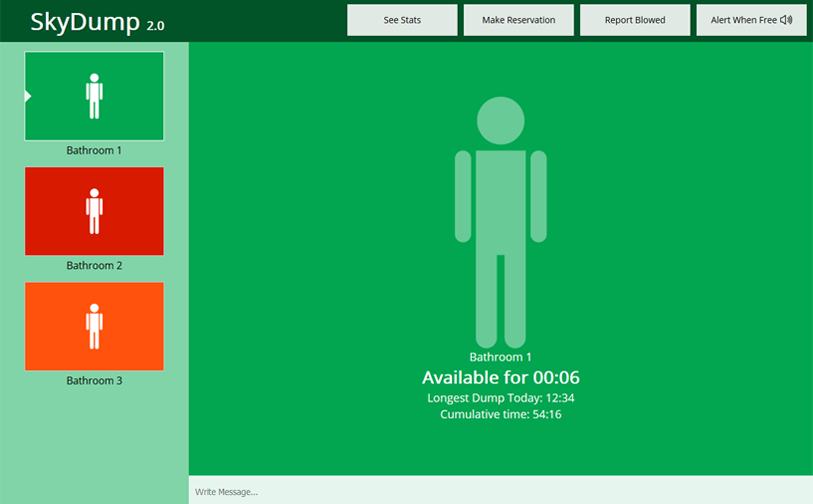 SkyDump 2.0
See Stats
Make Reservation
Report Blowed
Alert When Free
Bathroom 1
Bathroom 2
Bathroom 3
Bathroom 1
Available for 00:06
Longest Dump Today: 12:34
Cumulative time: 54:16
Write Message...